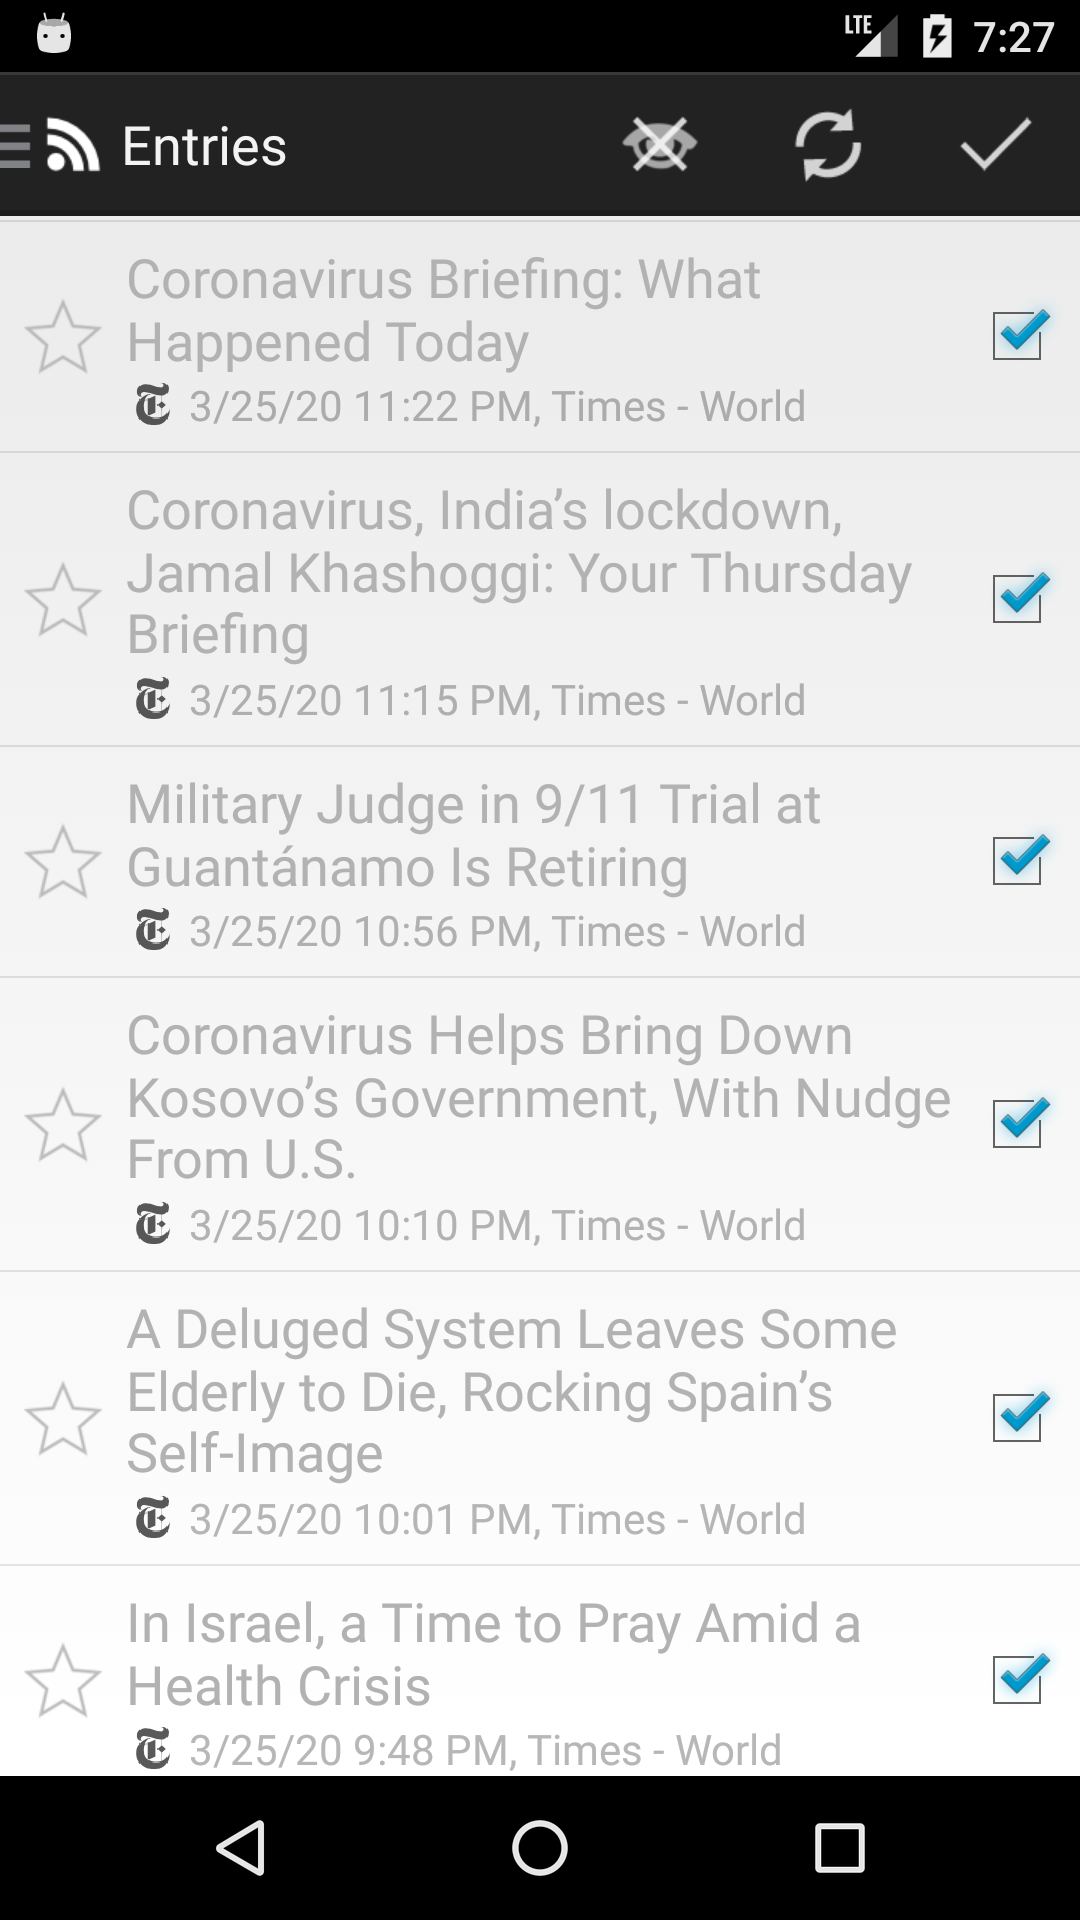 LTE 7:27
Entries
Coronavirus Briefing: What
Happened Today
3/25/20 11:22 PM, Times - World
Coronavirus, India’s lockdown,
Jamal Khashoggi: Your Thursday
Briefing
3/25/20 11:15 PM, Times - World
Military Judge in 9/11 Trial at
Guantánamo Is Retiring
3/25/20 10:56 PM, Times - World
Coronavirus Helps Bring Down
Kosovo’s Government, With Nudge
From U.S.
3/25/20 10:10 PM, Times - World
A Deluged System Leaves Some
Elderly to Die, Rocking Spain’s
Self-Image
3/25/20 10:01 PM, Times - World
In Israel, a Time to Pray Amid a
Health Crisis
3/25/20 9:48 PM, Times - World